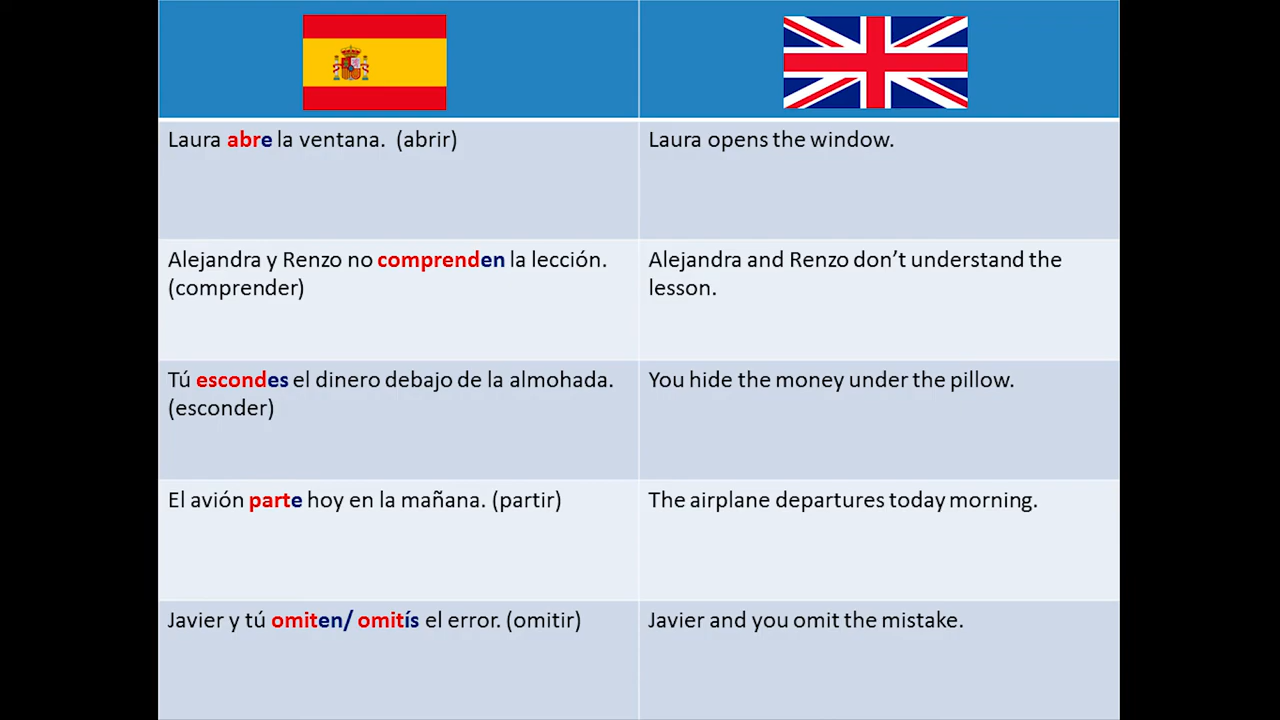 Laura abre la ventana. (abrir)
Laura opens the window.
Alejandra y Renzo no comprenden la lección.
(comprender)
Alejandra and Renzo don’t understand the
lesson.
Tú escondes el dinero debajo de la almohada.
(esconder)
You hide the money under the pillow.
El avión parte hoy en la mañana. (partir)
The airplane departures today morning.
Javier y tú omiten/ omitís el error. (omitir)
Javier and you omit the mistake.